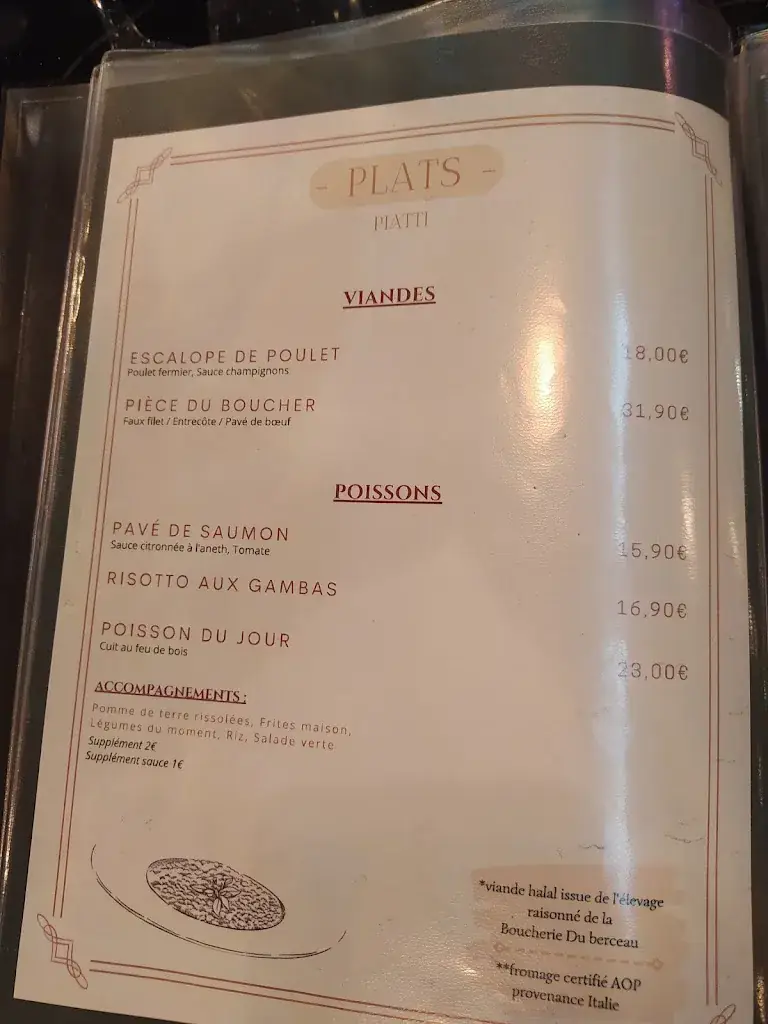 - PLATS -
PIATTI
VIANDES
ESCALOPE DE POULET 18,00€
Poulet fermier, Sauce champignons
PIÈCE DU BOUCHER 31,90€
Faux filet / Entrecôte / Pavé de bœuf
POISSONS
PAVÉ DE SAUMON 15,90€
Sauce citronnée à l'aneth, Tomate
RISOTTO AUX GAMBAS 16,90€
POISSON DU JOUR 23,00€
Cuit au feu de bois
ACCOMPAGNEMENTS :
Pomme de terre rissolées, Frites maison,
Légumes du moment, Riz, Salade verte
Supplément 2€
Supplément sauce 1€
*viande halal issue de l'élevage
raisonné de la
Boucherie Du berceau
**fromage certifié AOP
provenance Italie